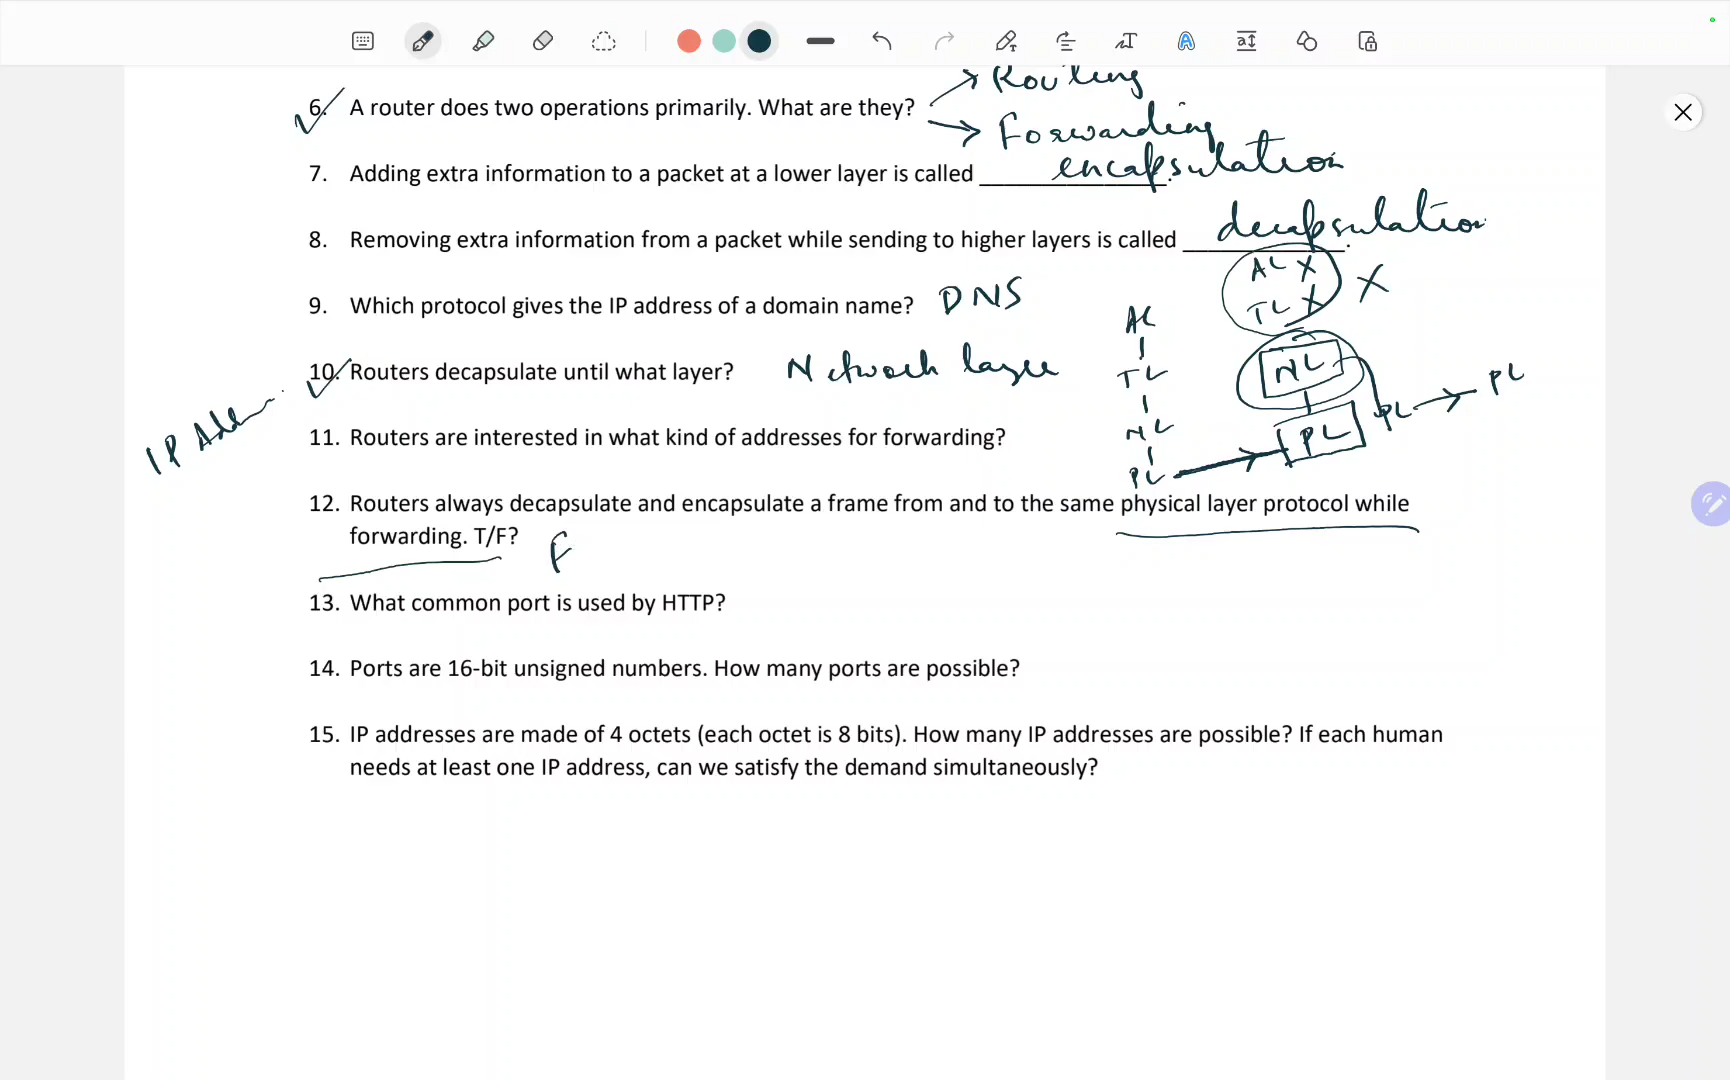 Routing
6. A router does two operations primarily. What are they?
Forwarding
7. Adding extra information to a packet at a lower layer is called ________________.
encapsulation
8. Removing extra information from a packet while sending to higher layers is called ______________.
decapsulation
AL X
TL X
X
9. Which protocol gives the IP address of a domain name? DNS
AL
TL
NL
PL
10. Routers decapsulate until what layer? Network layer
NL
PL
PL
PL
IP Addr
11. Routers are interested in what kind of addresses for forwarding?
12. Routers always decapsulate and encapsulate a frame from and to the same physical layer protocol while
forwarding. T/F? F
13. What common port is used by HTTP?
14. Ports are 16-bit unsigned numbers. How many ports are possible?
15. IP addresses are made of 4 octets (each octet is 8 bits). How many IP addresses are possible? If each human
needs at least one IP address, can we satisfy the demand simultaneously?